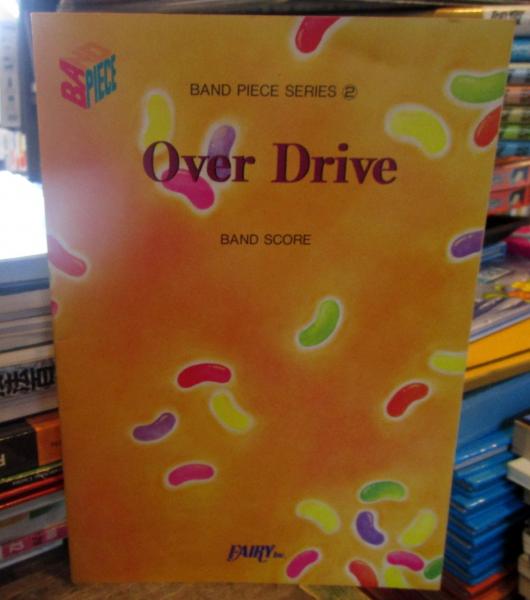 BAND PIECE
BAND PIECE SERIES ②
Over Drive
BAND SCORE
FAIRY Inc.